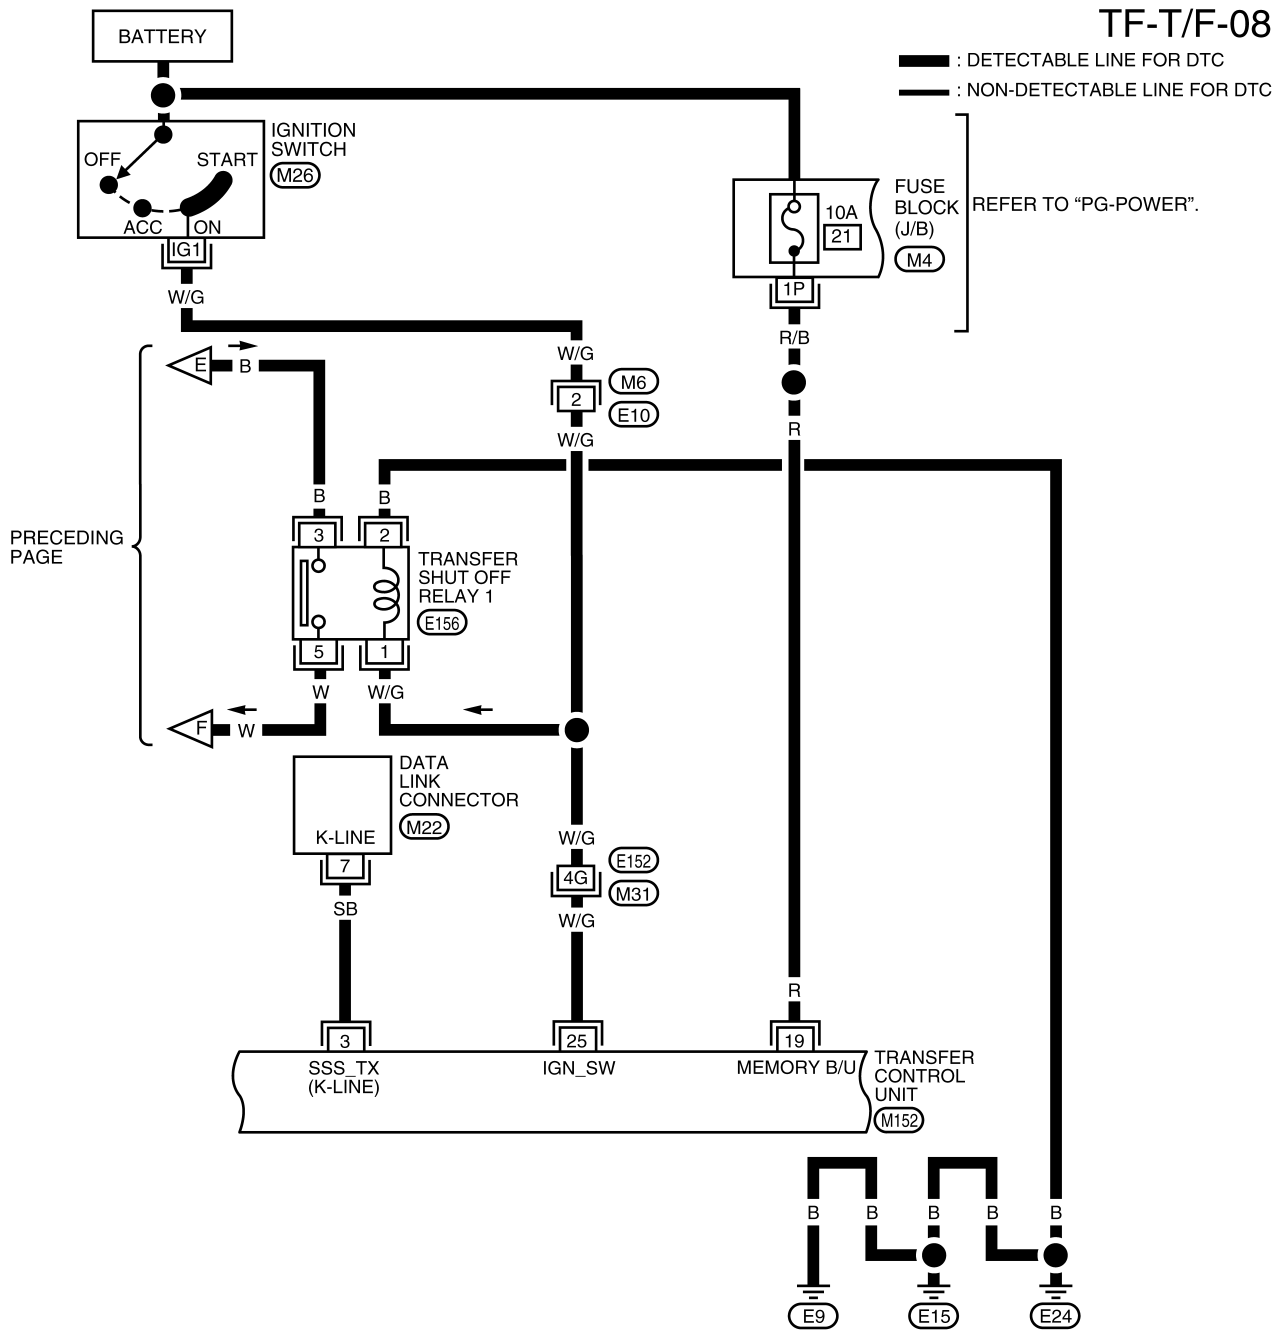 TF-T/F-08
BATTERY
: DETECTABLE LINE FOR DTC
: NON-DETECTABLE LINE FOR DTC
IGNITION
SWITCH
M26
OFF
START
ACC
ON
IG1
W/G
FUSE
BLOCK
(J/B)
M4
10A
21
1P
REFER TO “PG-POWER”.
R/B
R
E
B
W/G
2
M6
E10
W/G
B
B
3
2
PRECEDING
PAGE
TRANSFER
SHUT OFF
RELAY 1
E156
5
1
W
W/G
F
W
DATA
LINK
CONNECTOR
M22
K-LINE
7
SB
W/G
4G
E152
M31
W/G
R
3
25
19
SSS_TX
(K-LINE)
IGN_SW
MEMORY B/U
TRANSFER
CONTROL
UNIT
M152
B
B
B
B
B
E9
E15
E24